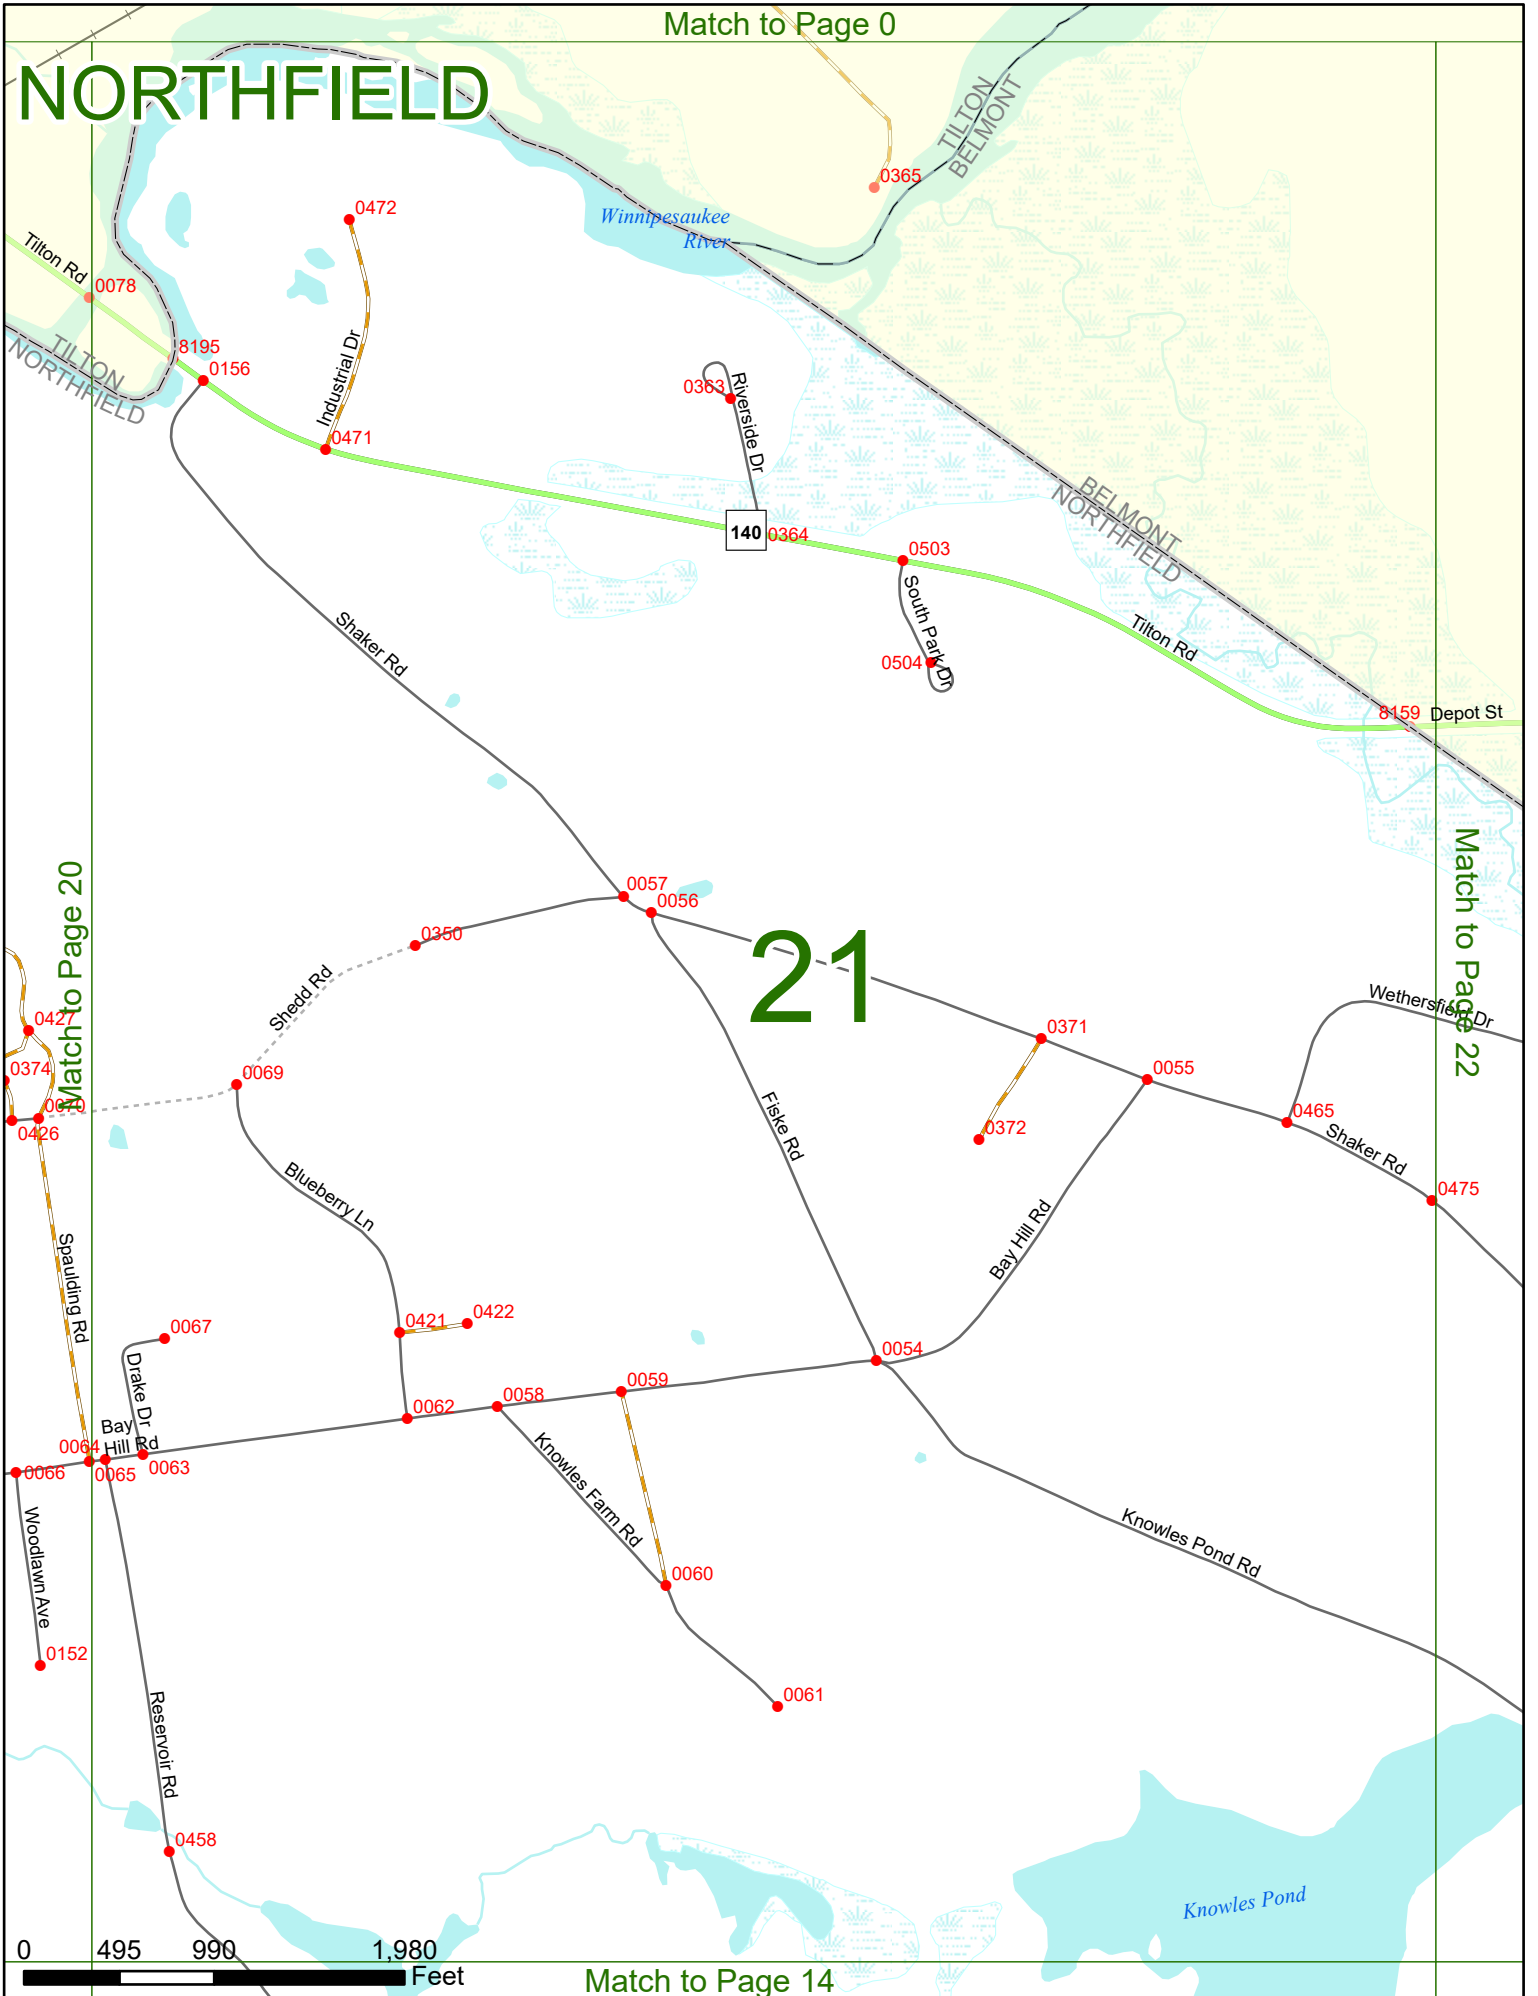 Match to Page 0
NORTHFIELD
TILTON
BELMONT
0365
0472
Winnipesaukee
River
Tilton Rd
0078
8195
0156
TILTON
NORTHFIELD
Industrial Dr
0471
0363
Riverside Dr
140
0364
0503
South Park Dr
0504
BELMONT
NORTHFIELD
Tilton Rd
8159
Depot St
Shaker Rd
Match to Page 20
Match to Page 22
0057
0056
0350
21
Shedd Rd
Wethersfield Dr
0427
0374
0070
0426
0069
0371
0055
0372
0465
Shaker Rd
0475
Fiske Rd
Blueberry Ln
Bay Hill Rd
Spaulding Rd
0067
0421
0422
Drake Dr
0054
0059
0058
0062
Bay
Hill Rd
0064
0065
0063
0066
Knowles Farm Rd
Woodlawn Ave
Knowles Pond Rd
0060
0152
0061
Reservoir Rd
0458
Knowles Pond
0 495 990 1,980
Feet
Match to Page 14